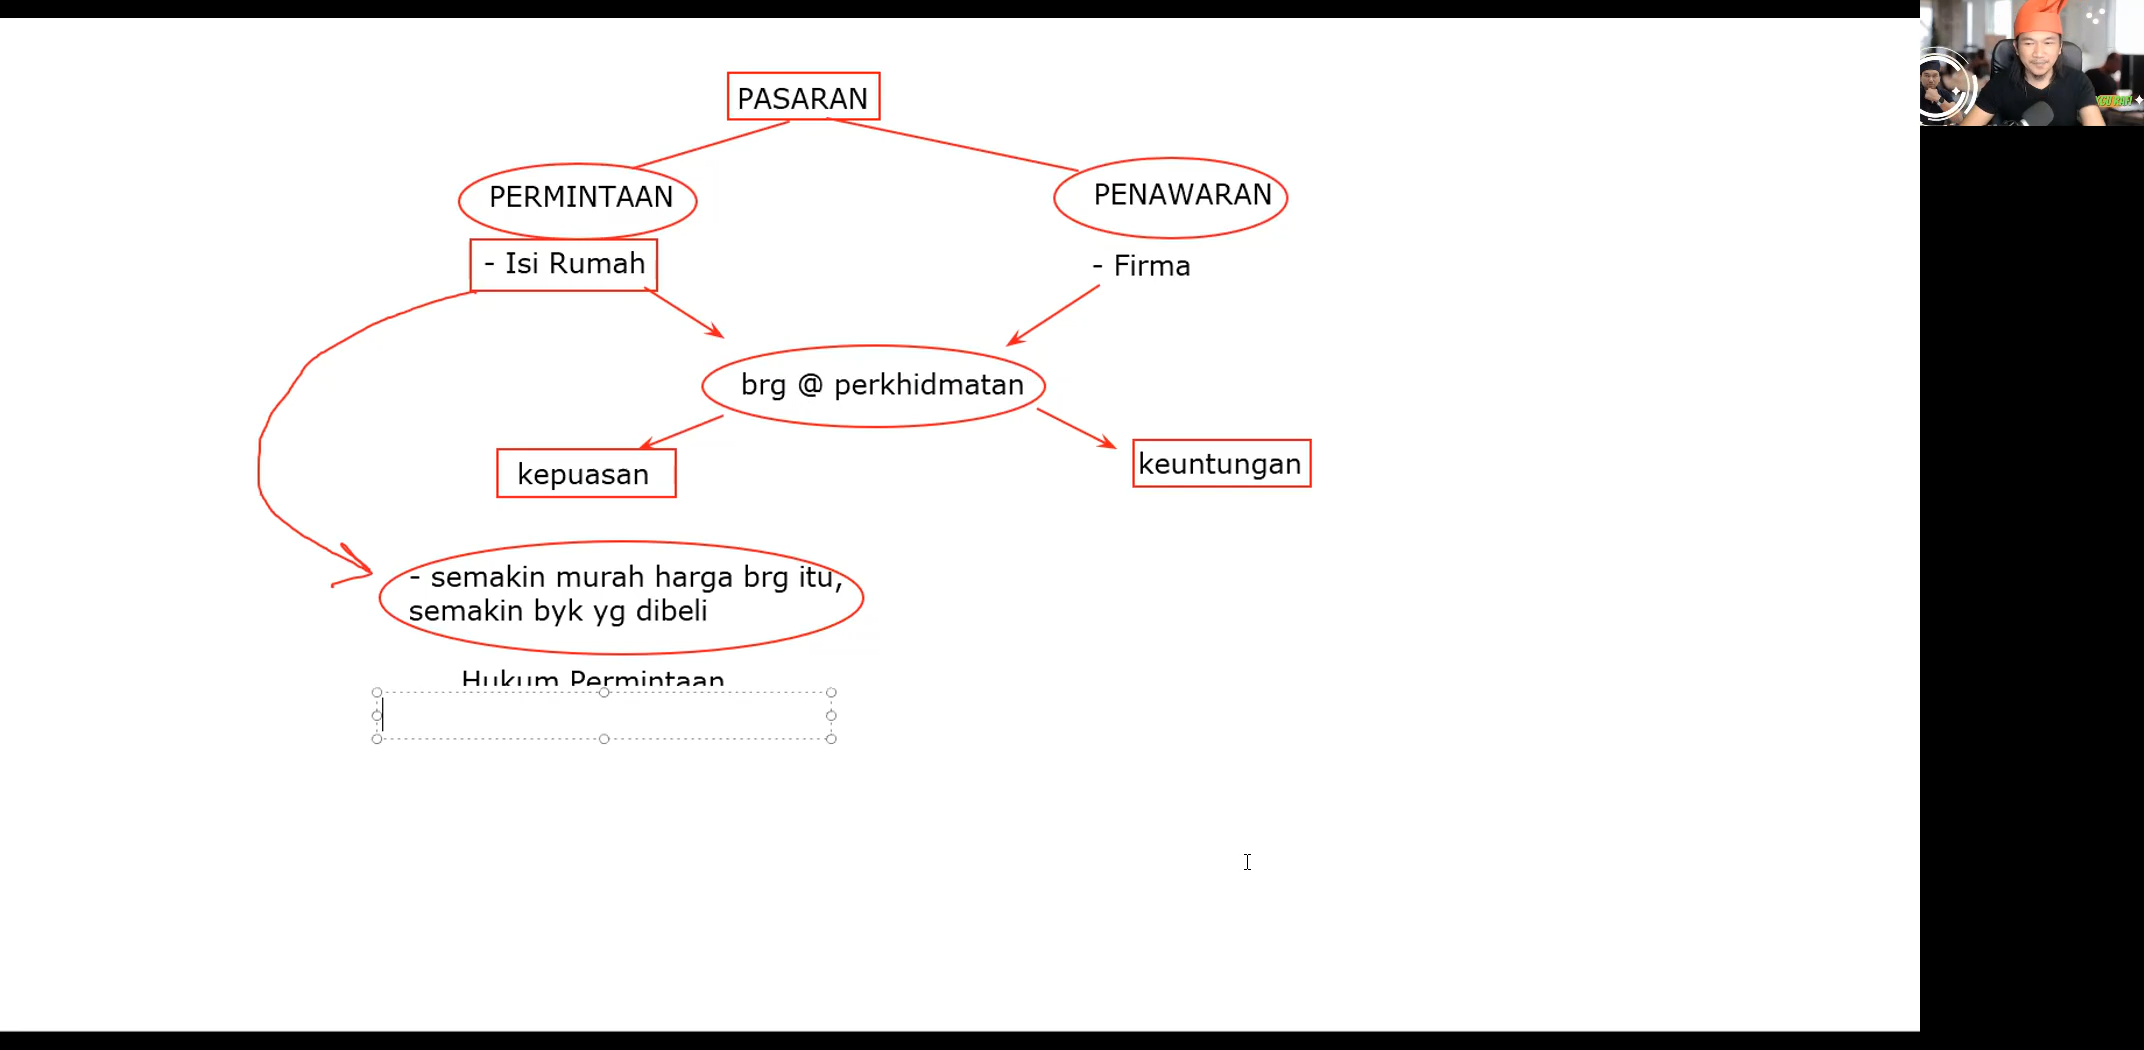 PASARAN
PERMINTAAN
PENAWARAN
- Isi Rumah
- Firma
brg @ perkhidmatan
kepuasan
keuntungan
- semakin murah harga brg itu,
semakin byk yg dibeli
Hukum Permintaan